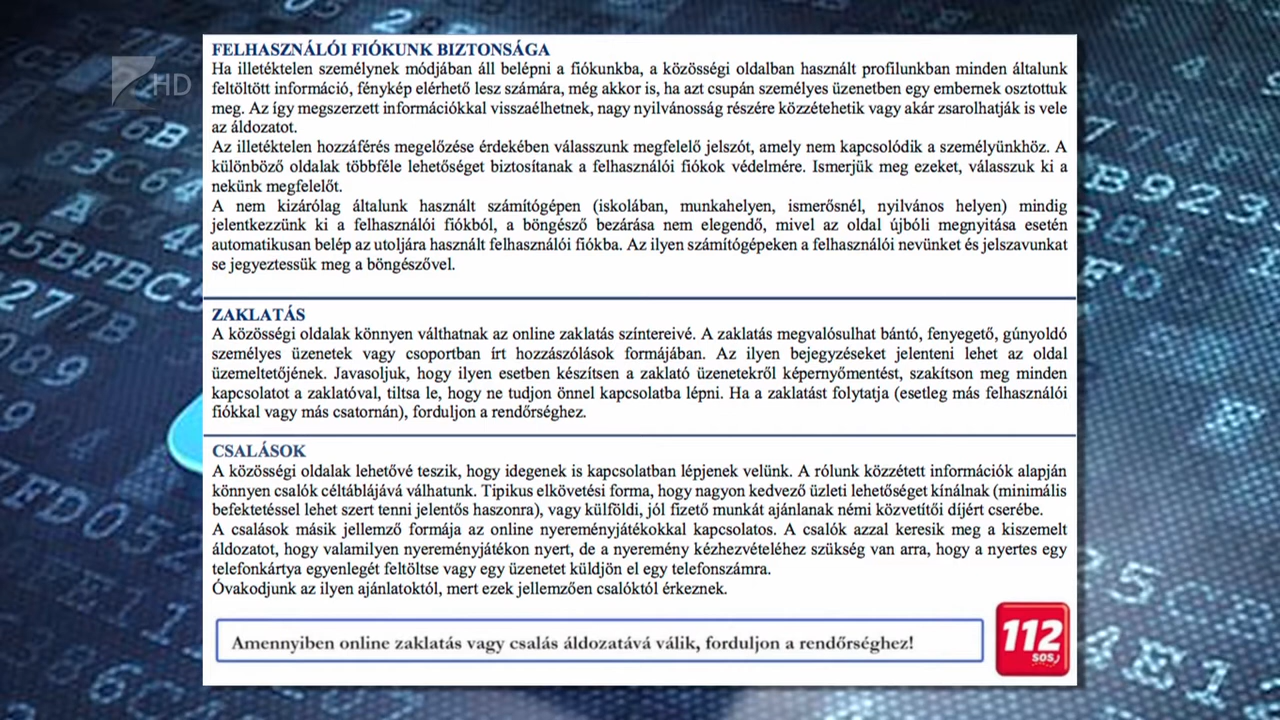 HD
FELHASZNÁLÓI FIÓKUNK BIZTONSÁGA
Ha illetéktelen személynek módjában áll belépni a fiókunkba, a közösségi oldalban használt profilunkban minden általunk
feltöltött információ, fénykép elérhető lesz számára, még akkor is, ha azt csupán személyes üzenetben egy embernek osztottuk
meg. Az így megszerzett információkkal visszaélhetnek, nagy nyilvánosság részére közzétehetik vagy akár zsarolhatják is vele
az áldozatot.
Az illetéktelen hozzáférés megelőzése érdekében válasszunk megfelelő jelszót, amely nem kapcsolódik a személyünkhöz. A
különböző oldalak többféle lehetőséget biztosítanak a felhasználói fiókok védelmére. Ismerjük meg ezeket, válasszuk ki a
nekünk megfelelőt.
A nem kizárólag általunk használt számítógépen (iskolában, munkahelyen, ismerősnél, nyilvános helyen) mindig
jelentkezzünk ki a felhasználói fiókból, a böngésző bezárása nem elegendő, mivel az oldal újbóli megnyitása esetén
automatikusan belép az utoljára használt felhasználói fiókba. Az ilyen számítógépeken a felhasználói nevünket és jelszavunkat
se jegyeztessük meg a böngészővel.
ZAKLATÁS
A közösségi oldalak könnyen válthatnak az online zaklatás színtereivé. A zaklatás megvalósulhat bántó, fenyegető, gúnyoldó
személyes üzenetek vagy csoportban írt hozzászólások formájában. Az ilyen bejegyzéseket jelenteni lehet az oldal
üzemeltetőjének. Javasoljuk, hogy ilyen esetben készítsen a zaklató üzenetekről képernyőmentést, szakítson meg minden
kapcsolatot a zaklatóval, tiltsa le, hogy ne tudjon önnel kapcsolatba lépni. Ha a zaklatást folytatja (esetleg más felhasználói
fiókkal vagy más csatornán), forduljon a rendőrséghez.
CSALÁSOK
A közösségi oldalak lehetővé teszik, hogy idegenek is kapcsolatban lépjenek velünk. A rólunk közzétett információk alapján
könnyen csalók céltáblájává válhatunk. Tipikus elkövetési forma, hogy nagyon kedvező üzleti lehetőséget kínálnak (minimális
befektetéssel lehet szert tenni jelentős haszonra), vagy külföldi, jól fizető munkát ajánlanak némi közvetítői díjért cserébe.
A csalások másik jellemző formája az online nyereményjátékokkal kapcsolatos. A csalók azzal keresik meg a kiszemelt
áldozatot, hogy valamilyen nyereményjátékon nyert, de a nyeremény kézhezvételéhez szükség van arra, hogy a nyertes egy
telefonkártya egyenlegét feltöltse vagy egy üzenetet küldjön el egy telefonszámra.
Óvakodjunk az ilyen ajánlatoktól, mert ezek jellemzően csalóktól érkeznek.
Amennyiben online zaklatás vagy csalás áldozatává válik, forduljon a rendőrséghez!
112
SOS